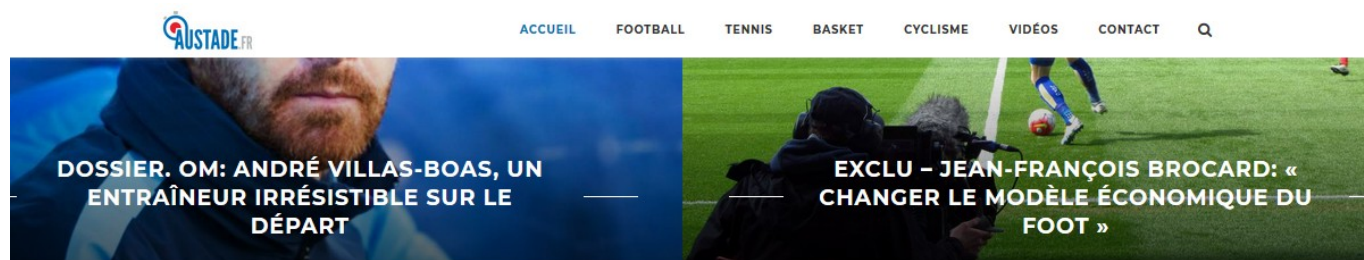 AUSTADE.FR
ACCUEIL FOOTBALL TENNIS BASKET CYCLISME VIDÉOS CONTACT
DOSSIER. OM: ANDRÉ VILLAS-BOAS, UN
ENTRAÎNEUR IRRÉSISTIBLE SUR LE
DÉPART
EXCLU – JEAN-FRANÇOIS BROCARD: «
CHANGER LE MODÈLE ÉCONOMIQUE DU
FOOT »